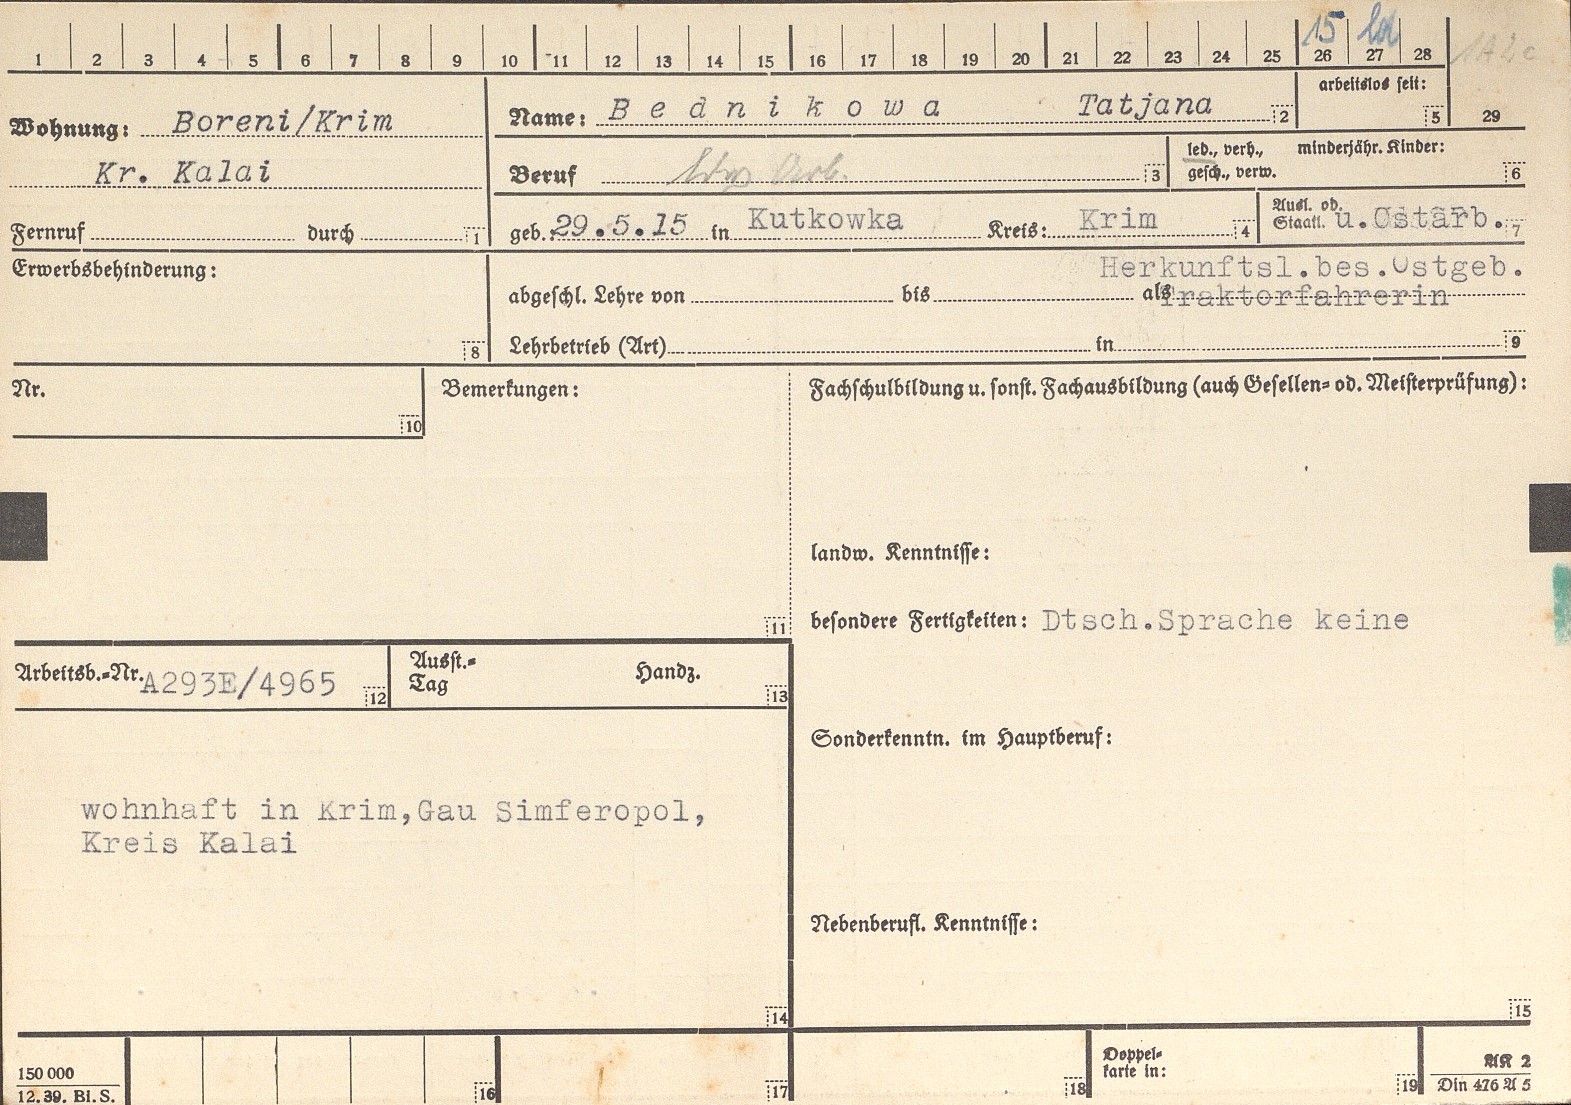 1 2 3 4 5 6 7 8 9 10 11 12 13 14 15 16 17 18 19 20 21 22 23 24 25 26 27 28
15
arbeitslos seit:
5 29
Wohnung: Boreni/Krim
Kr. Kalai
Fernruf durch 1
Name: Bednikowa Tatjana 2
Beruf Arb. 3
led., verh., minderjähr. Kinder:
gesch., verw. 6
geb. 29.5.15 in Kutkowka Kreis: Krim 4
Ausl. od.
Staatl. u.Ostarb. 7
Erwerbsbehinderung:
8
Herkunftsl.bes.Ostgeb.
abgeschl. Lehre von bis als Traktorfahrerin
Lehrbetrieb (Art) in 9
Nr.
10
Bemerkungen:
11
Fachschulbildung u. sonst. Fachausbildung (auch Gesellen= od. Meisterprüfung):
landw. Kenntnisse:
besondere Fertigkeiten: Dtsch.Sprache keine
Arbeitsb.=Nr. A293E/4965 12
Ausst.=
Tag Handz. 13
Sonderkenntn. im Hauptberuf:
wohnhaft in Krim,Gau Simferopol,
Kreis Kalai
14
Nebenberufl. Kenntnisse:
15
150 000
12. 39. Bi. S.
16 17 18
Doppel=
karte in:
19
AK 2
Din 476 A 5